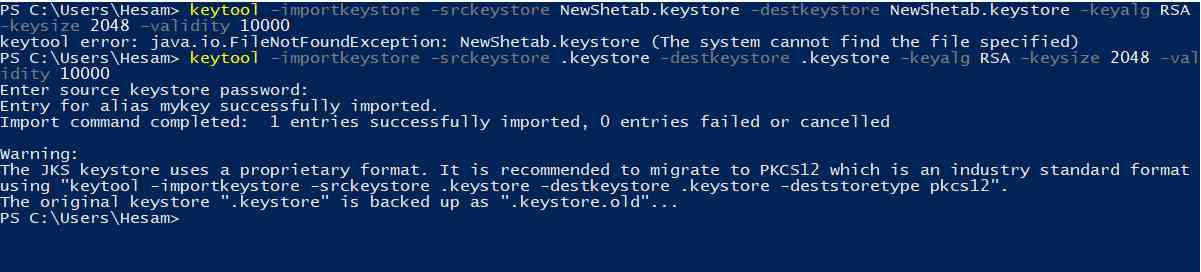 PS C:\Users\Hesam> keytool -importkeystore -srckeystore NewShetab.keystore -destkeystore NewShetab.keystore -keyalg RSA
-keysize 2048 -validity 10000
keytool error: java.io.FileNotFoundException: NewShetab.keystore (The system cannot find the file specified)
PS C:\Users\Hesam> keytool -importkeystore -srckeystore .keystore -destkeystore .keystore -keyalg RSA -keysize 2048 -val
idity 10000
Enter source keystore password:
Entry for alias mykey successfully imported.
Import command completed:  1 entries successfully imported, 0 entries failed or cancelled
Warning:
The JKS keystore uses a proprietary format. It is recommended to migrate to PKCS12 which is an industry standard format
using "keytool -importkeystore -srckeystore .keystore -destkeystore .keystore -deststoretype pkcs12".
The original keystore ".keystore" is backed up as ".keystore.old"...
PS C:\Users\Hesam>